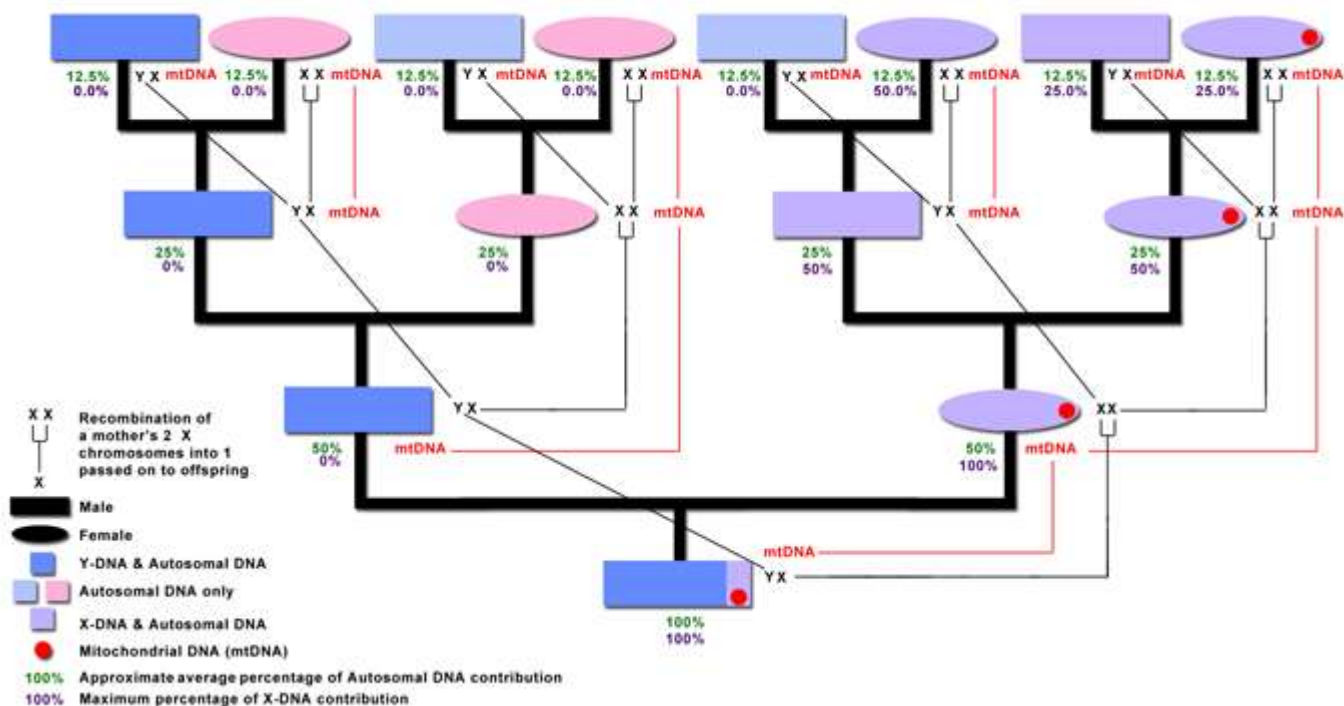 12.5% Y X mtDNA 12.5% X X mtDNA 12.5% Y X mtDNA 12.5% X X mtDNA 12.5% Y X mtDNA 12.5% X X mtDNA 12.5% Y X mtDNA 12.5% X X mtDNA
0.0% 0.0% 0.0% 0.0% 0.0% 50.0% 25.0% 25.0%
Y X mtDNA X X mtDNA Y X mtDNA X X mtDNA
25% 25% 25% 25%
0% 0% 50% 50%
Y X XX
50% mtDNA 50% mtDNA
0% 100%
X X Recombination of
a mother's 2 X
chromosomes into 1
X passed on to offspring
Male
Female
Y-DNA & Autosomal DNA
Autosomal DNA only
X-DNA & Autosomal DNA
Mitochondrial DNA (mtDNA)
100% Approximate average percentage of Autosomal DNA contribution
100% Maximum percentage of X-DNA contribution
mtDNA
Y X
100%
100%